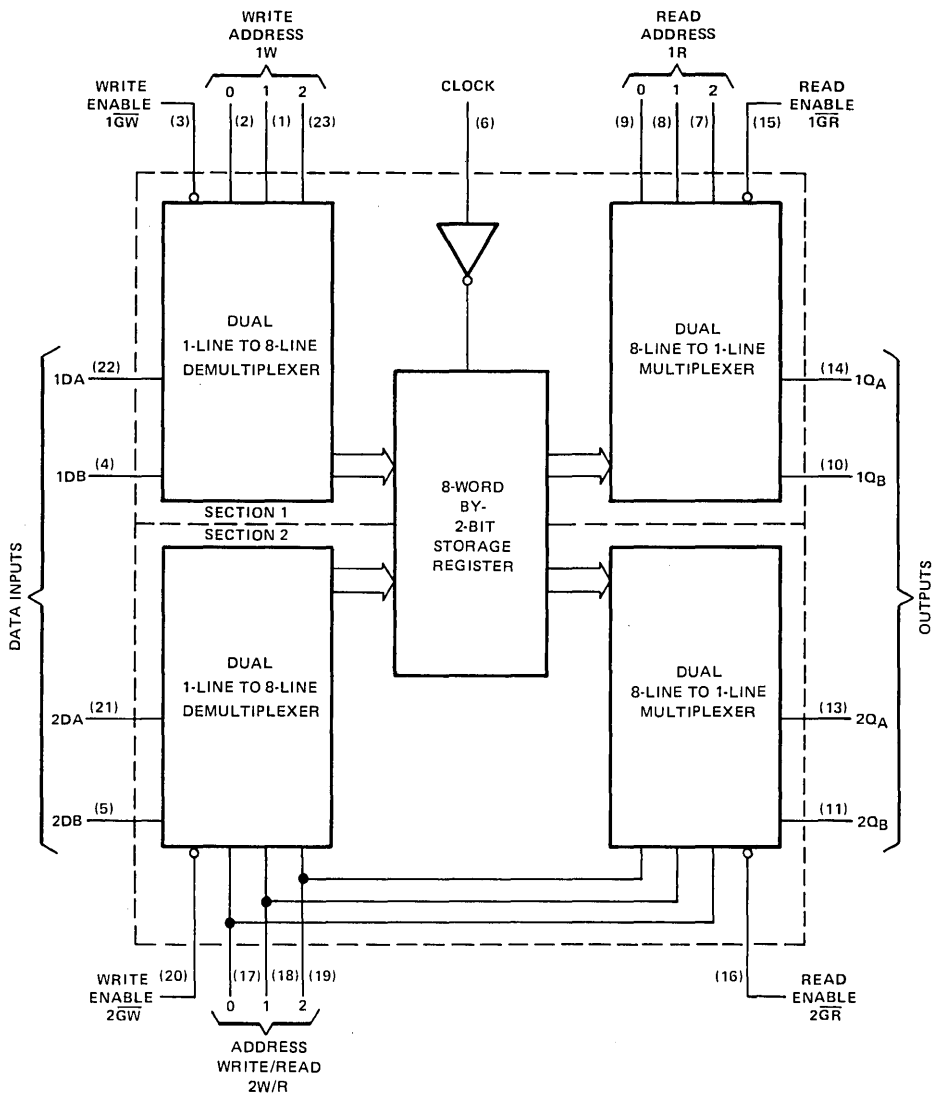 WRITE
ADDRESS
1W
READ
ADDRESS
1R
WRITE
ENABLE
1GW
0 1 2
CLOCK
0 1 2
READ
ENABLE
1GR
(3) (2) (1) (23)
(6)
(9) (8) (7) (15)
DUAL
1-LINE TO 8-LINE
DEMULTIPLEXER
DUAL
8-LINE TO 1-LINE
MULTIPLEXER
1DA (22)
(14) 1QA
1DB (4)
(10) 1QB
8-WORD
BY-
2-BIT
STORAGE
REGISTER
SECTION 1
SECTION 2
DATA INPUTS
OUTPUTS
DUAL
1-LINE TO 8-LINE
DEMULTIPLEXER
DUAL
8-LINE TO 1-LINE
MULTIPLEXER
2DA (21)
(13) 2QA
2DB (5)
(11) 2QB
WRITE
ENABLE
2GW
(20) (17) (18) (19)
0 1 2
(16)
READ
ENABLE
2GR
ADDRESS
WRITE/READ
2W/R